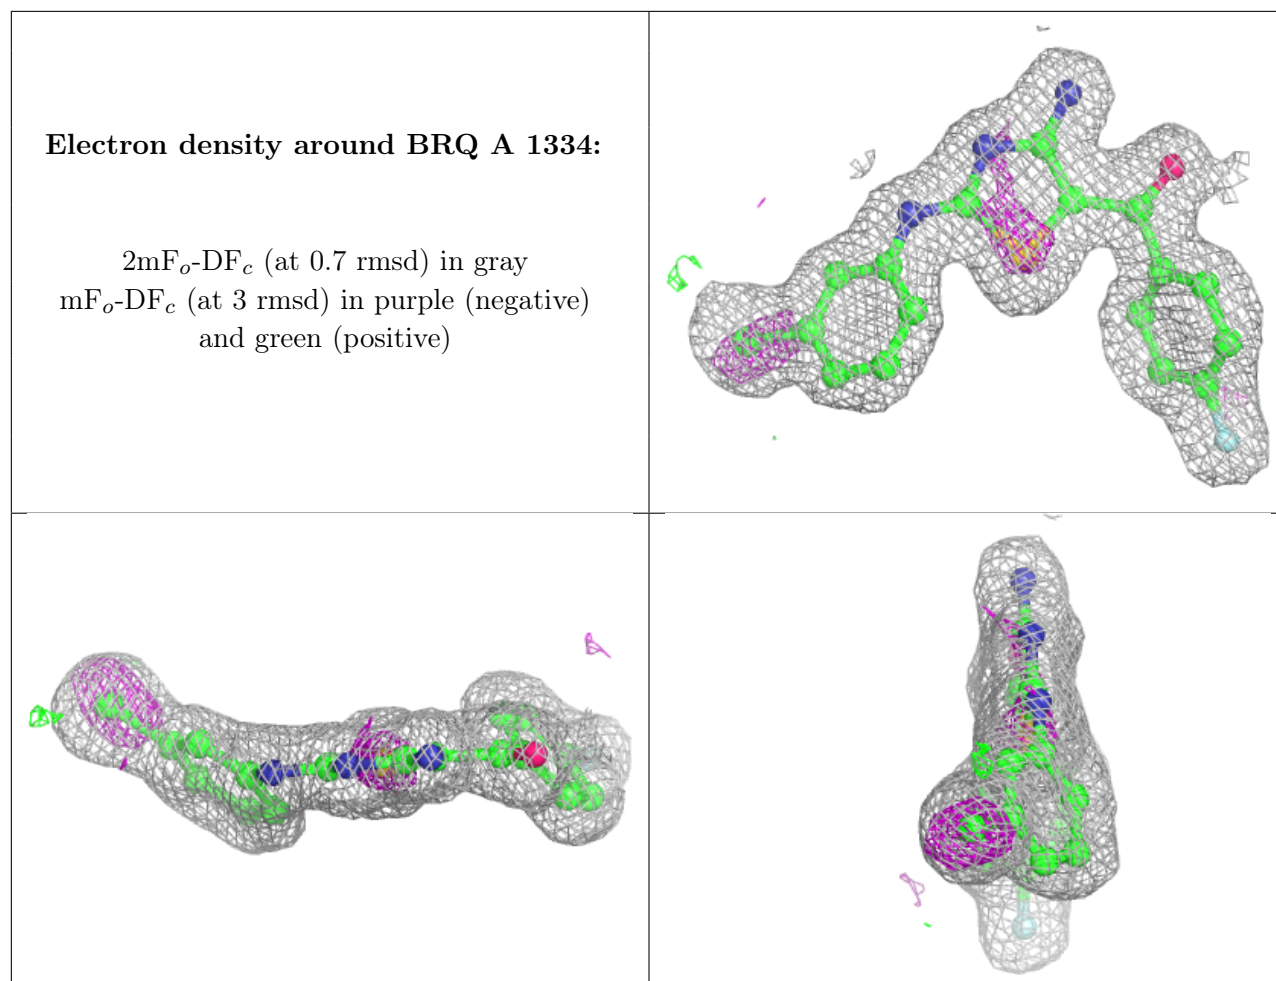 Electron density around BRQ A 1334:
2mFo-DFc (at 0.7 rmsd) in gray
mFo-DFc (at 3 rmsd) in purple (negative)
and green (positive)